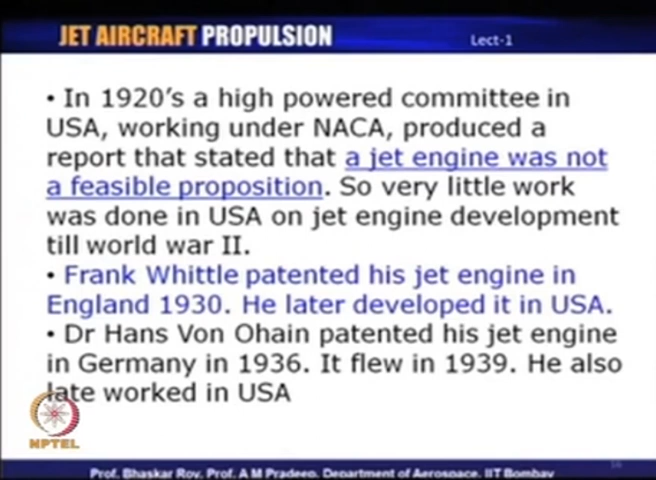 JET AIRCRAFT PROPULSION Lect-1
• In 1920's a high powered committee in
USA, working under NACA, produced a
report that stated that a jet engine was not
a feasible proposition. So very little work
was done in USA on jet engine development
till world war II.
• Frank Whittle patented his jet engine in
England 1930. He later developed it in USA.
• Dr Hans Von Ohain patented his jet engine
in Germany in 1936. It flew in 1939. He also
late worked in USA
NPTEL
Prof. Bhaskar Roy, Prof. A M Pradeep, Department of Aerospace, IIT Bombay